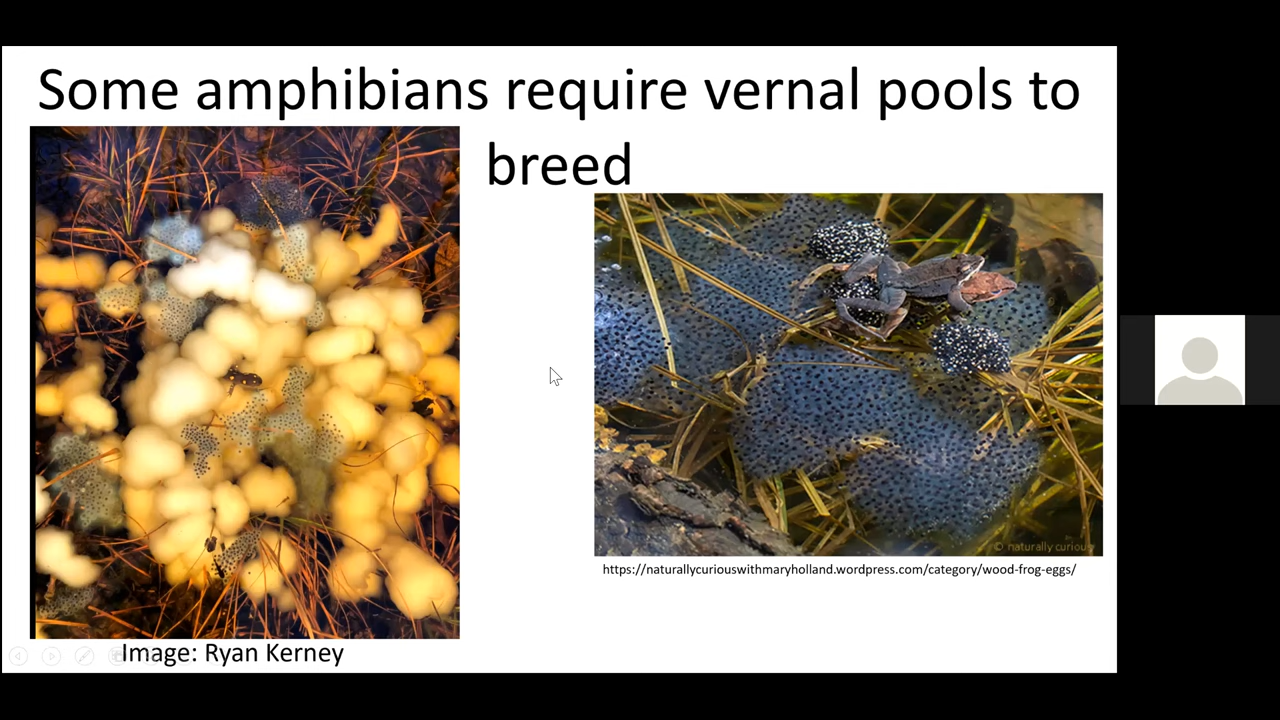 Some amphibians require vernal pools to
breed
© naturally curious
https://naturallycuriouswithmaryholland.wordpress.com/category/wood-frog-eggs/
Image: Ryan Kerney